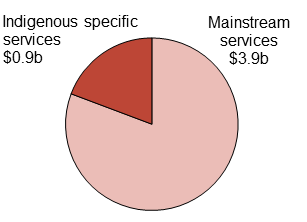 Indigenous specific
services
$0.9b
Mainstream
services
$3.9b